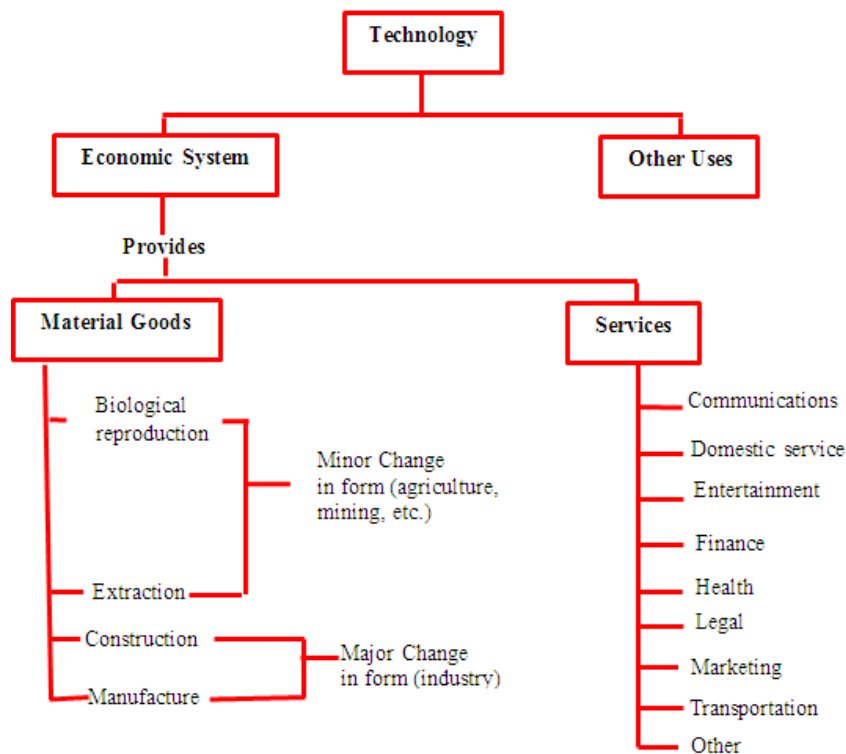 Technology
Economic System
Other Uses
Provides
Material Goods
Services
Biological
reproduction
Minor Change
in form (agriculture,
mining, etc.)
Extraction
Construction
Manufacture
Major Change
in form (industry)
Communications
Domestic service
Entertainment
Finance
Health
Legal
Marketing
Transportation
Other